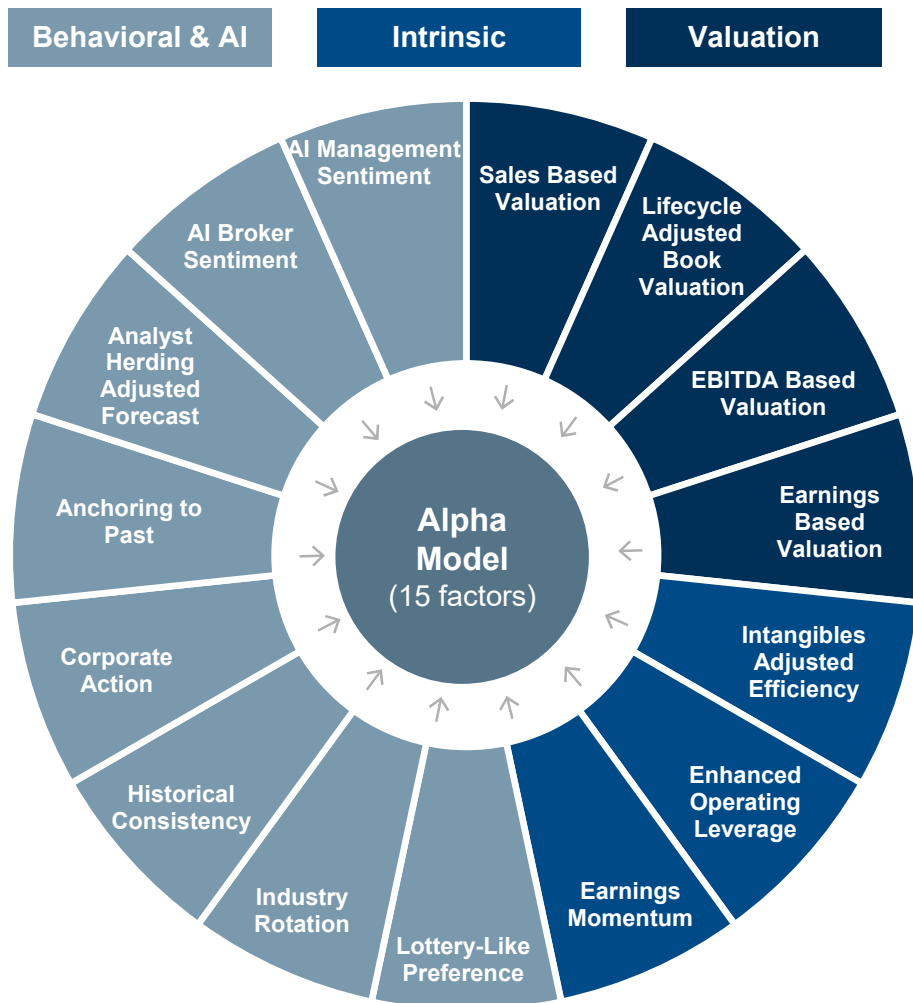 Behavioral & AI
Intrinsic
Valuation
AI Management
Sentiment
Sales Based
Valuation
Lifecycle
Adjusted
Book
Valuation
EBITDA Based
Valuation
Earnings
Based
Valuation
Intangibles
Adjusted
Efficiency
Enhanced
Operating
Leverage
Earnings
Momentum
Lottery-Like
Preference
Industry
Rotation
Historical
Consistency
Corporate
Action
Anchoring to
Past
Analyst
Herding
Adjusted
Forecast
AI Broker
Sentiment
Alpha
Model
(15 factors)